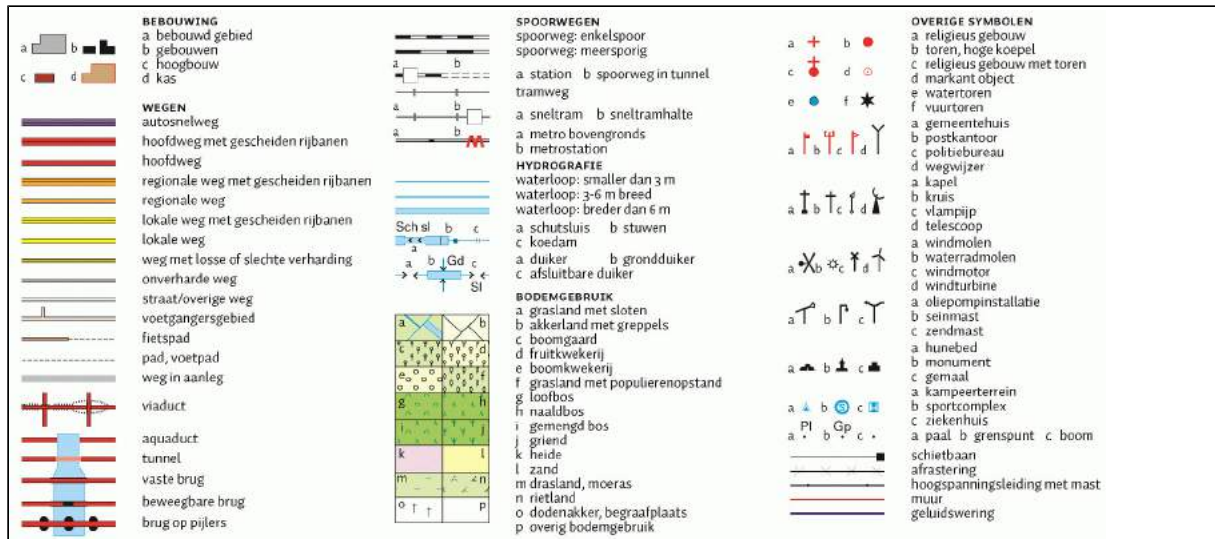 BEBOUWING
a bebouwd gebied
a b b gebouwen
c hoogbouw
c d d kas
WEGEN
autosnelweg
hoofdweg met gescheiden rijbanen
hoofdweg
regionale weg met gescheiden rijbanen
regionale weg
lokale weg met gescheiden rijbanen
lokale weg
weg met losse of slechte verharding
onverharde weg
straat/overige weg
voetgangersgebied
fietspad
pad, voetpad
weg in aanleg
viaduct
aquaduct
tunnel
vaste brug
beweegbare brug
brug op pijlers
SPOORWEGEN
spoorweg: enkelspoor
spoorweg: meersporig
a b
a station b spoorweg in tunnel
tramweg
a b
a sneltram b sneltramhalte
a b
a metro bovengronds
b metrostation
HYDROGRAFIE
waterloop: smaller dan 3 m
waterloop: 3-6 m breed
waterloop: breder dan 6 m
Sch sl b c
a schutsluis b stuwen
a
c koedam
a b Gd c
a duiker b grondduiker
c afsluitbare duiker
Sl
BODEMGEBRUIK
a b a grasland met sloten
b akkerland met greppels
c d c boomgaard
d fruitkwekerij
e f e boomkwekerij
f grasland met populierenopstand
g h g loofbos
h naaldbos
i j i gemengd bos
j griend
k l k heide
l zand
m n m drasland, moeras
n rietland
o p o dodenakker, begraafplaats
p overig bodemgebruik
OVERIGE SYMBOLEN
a religieus gebouw
a b b toren, hoge koepel
c religieus gebouw met toren
c d d markant object
e watertoren
e f f vuurtoren
a gemeentehuis
b postkantoor
a b c d c politiebureau
d wegwijzer
a kapel
b kruis
a b c d c vlampijp
d telescoop
a windmolen
b waterradmolen
a b c d c windmotor
d windturbine
a oliepompinstallatie
a b c b seinmast
c zendmast
a hunebed
a b c b monument
c gemaal
a kampeerterrein
a b S c b sportcomplex
c ziekenhuis
Pl Gp
a b c a paal b grenspunt c boom
schietbaan
afrastering
hoogspanningsleiding met mast
muur
geluidswering